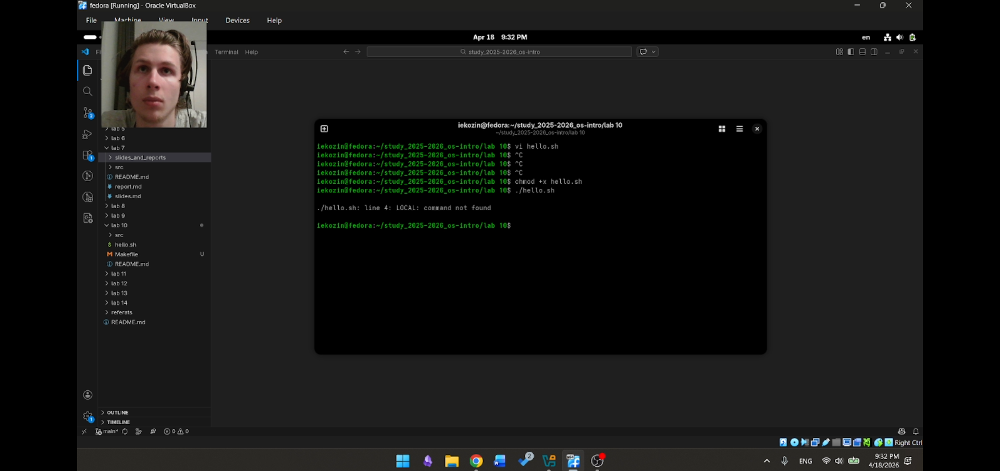 fedora [Running] - Oracle VirtualBox
File Machine View Input Devices Help
Apr 18 9:32 PM
en
Terminal Help
study_2025-2026_os-intro
2
1
lab 5
lab 6
lab 7
slides_and_reports
src
README.md
report.md
slides.md
lab 8
lab 9
lab 10
src
$ hello.sh
M Makefile U
README.md
lab 11
lab 12
lab 13
lab 14
referats
README.md
iekozin@fedora:~/study_2025-2026_os-intro/lab 10
~/study_2025-2026_os-intro/lab 10
iekozin@fedora:~/study_2025-2026_os-intro/lab 10$ vi hello.sh
iekozin@fedora:~/study_2025-2026_os-intro/lab 10$ ^C
iekozin@fedora:~/study_2025-2026_os-intro/lab 10$ ^C
iekozin@fedora:~/study_2025-2026_os-intro/lab 10$ ^C
iekozin@fedora:~/study_2025-2026_os-intro/lab 10$ chmod +x hello.sh
iekozin@fedora:~/study_2025-2026_os-intro/lab 10$ ./hello.sh
./hello.sh: line 4: LOCAL: command not found
iekozin@fedora:~/study_2025-2026_os-intro/lab 10$
1
OUTLINE
TIMELINE
main* 0 0
Right Ctrl
2
ENG
9:32 PM
4/18/2026